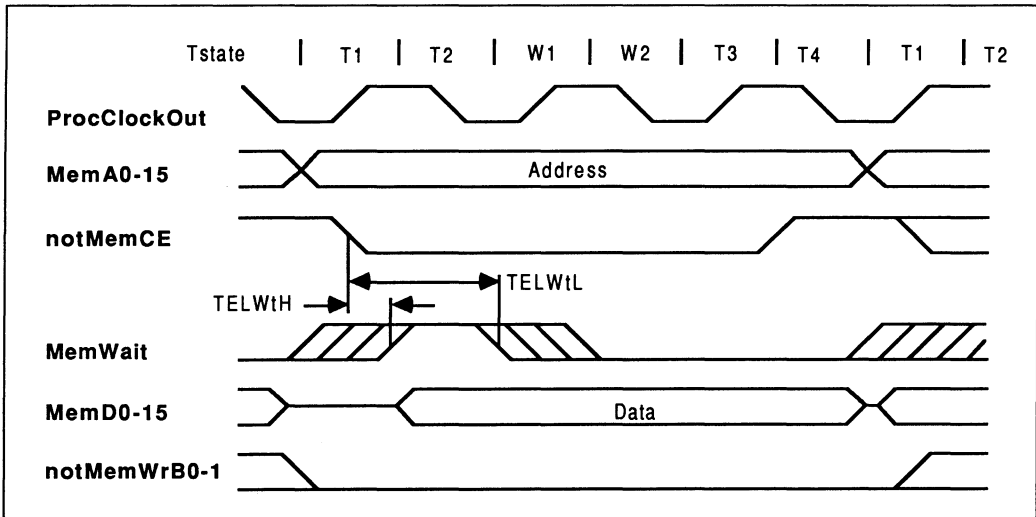 Tstate | T1 | T2 | W1 | W2 | T3 | T4 | T1 | T2
ProcClockOut
MemA0-15 Address
notMemCE
TELWtL
TELWtH
MemWait
MemD0-15 Data
notMemWrB0-1